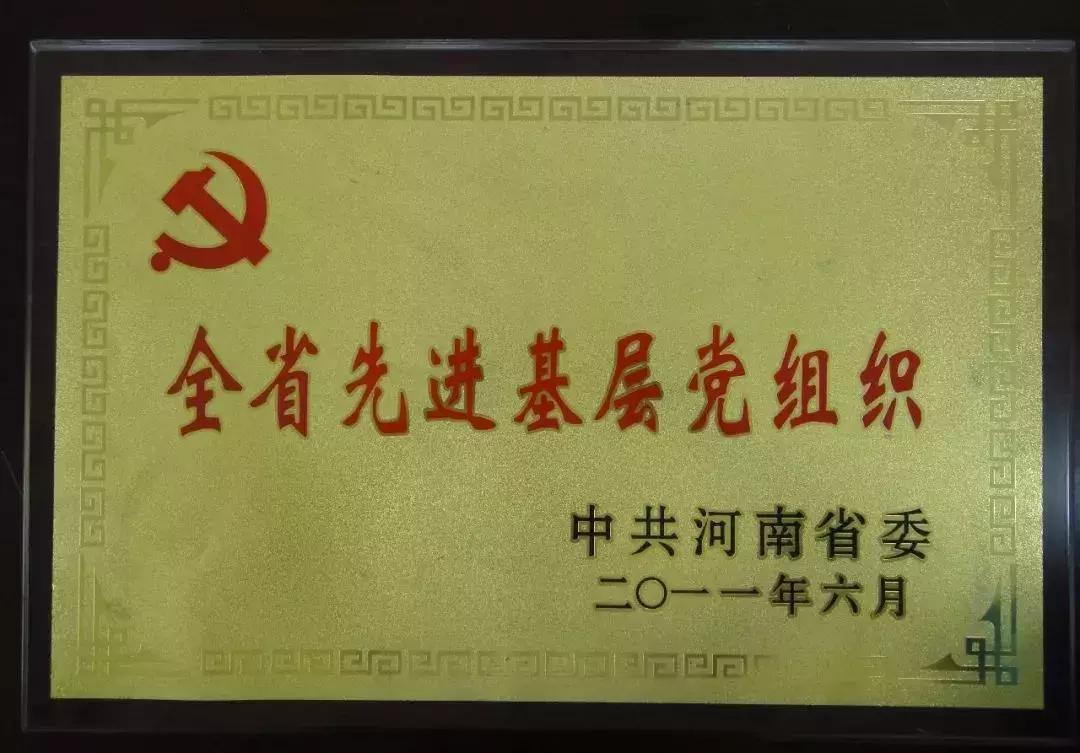 全省先进基层党组织
中共河南省委
二〇一一年六月